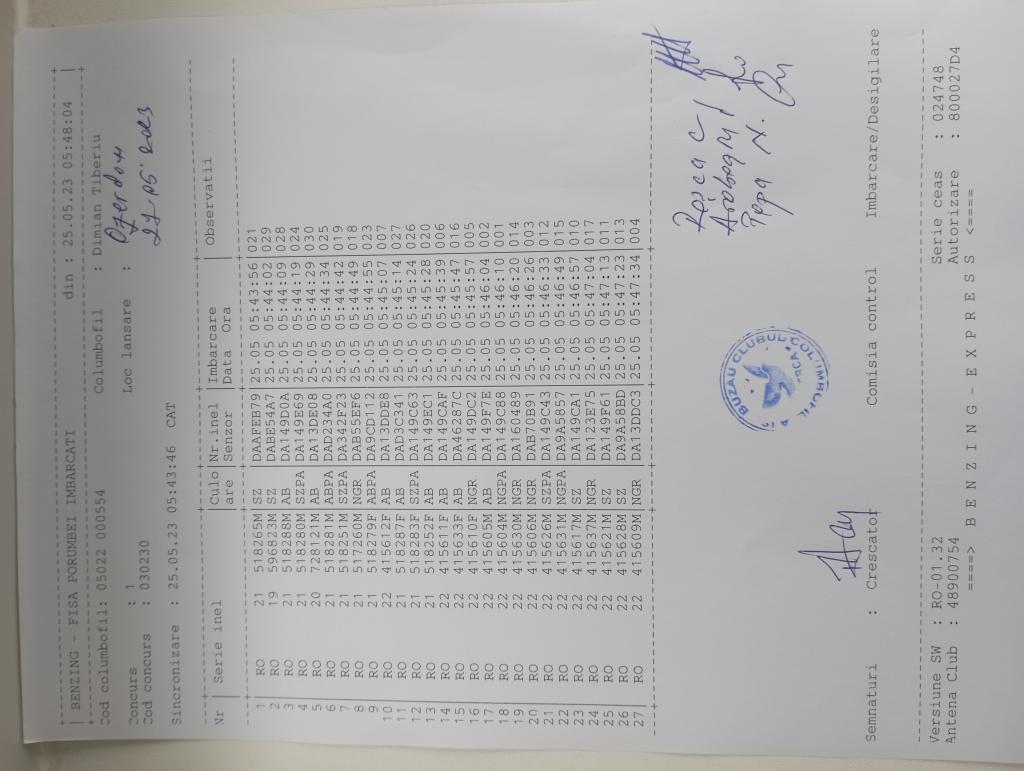 | BENZING - FISA PORUMBEI IMBARCATI din : 25.05.23 05:48:04 |
Cod columbofil: 05022 000554 Columbofil : Dimian Tiberiu
Concurs : 1 Loc lansare :
Cod concurs : 030230
27.05.2023
Sincronizare : 25.05.23 05:43:46 CAT
Nr | Serie inel |Culo|Nr.inel |Imbarcare | Observatii
|are |Senzor |Data Ora |
1 RO 21 518265M SZ |DAAFEB79|25.05 05:43:56|021
2 RO 19 596823M SZ |DABE54A7|25.05 05:44:02|029
3 RO 21 518288M AB |DA149D0A|25.05 05:44:09|028
4 RO 21 518280M SZPA|DA149E69|25.05 05:44:19|024
5 RO 20 728121M AB |DA13DE08|25.05 05:44:29|030
6 RO 21 518281M ABPA|DAD234A0|25.05 05:44:34|025
7 RO 21 518251M SZPA|DA342F23|25.05 05:44:42|019
8 RO 21 517260M NGR |DAB55EF6|25.05 05:44:49|018
9 RO 21 518279F ABPA|DA9CD112|25.05 05:44:55|023
10 RO 22 415612F AB |DA13DDE8|25.05 05:45:07|007
11 RO 21 518287F AB |DAD3C341|25.05 05:45:14|027
12 RO 21 518283F SZPA|DA149C63|25.05 05:45:24|026
13 RO 21 518252F AB |DA149EC1|25.05 05:45:28|020
14 RO 22 415611F AB |DA149CAF|25.05 05:45:39|006
15 RO 22 415633F AB |DA46287C|25.05 05:45:47|016
16 RO 22 415610F NGR |DA149DC2|25.05 05:45:57|005
17 RO 22 415605M AB |DA149F7E|25.05 05:46:04|002
18 RO 22 415604M NGPA|DA149C88|25.05 05:46:10|001
19 RO 22 415630M NGR |DA160489|25.05 05:46:20|014
20 RO 22 415606M NGR |DAB70B91|25.05 05:46:26|003
21 RO 22 415626M SZPA|DA149C43|25.05 05:46:33|012
22 RO 22 415631M NGPA|DA9A5857|25.05 05:46:49|015
23 RO 22 415617M SZ |DA149CA1|25.05 05:46:57|010
24 RO 22 415637M NGR |DA123E75|25.05 05:47:04|017
25 RO 22 415621M SZ |DA149F61|25.05 05:47:13|011
26 RO 22 415628M SZ |DA9A58BD|25.05 05:47:23|013
27 RO 22 415609M NGR |DA13DDC3|25.05 05:47:34|004
BUZAU CLUBUL COLUMBOFIL
Semnaturi : Crescator Comisia control Imbarcare/Desigilare
Versiune SW : RO-01.32 Serie ceas : 024748
Antena Club : 48900754 Autorizare : 800027D4
====> B E N Z I N G - E X P R E S S <====